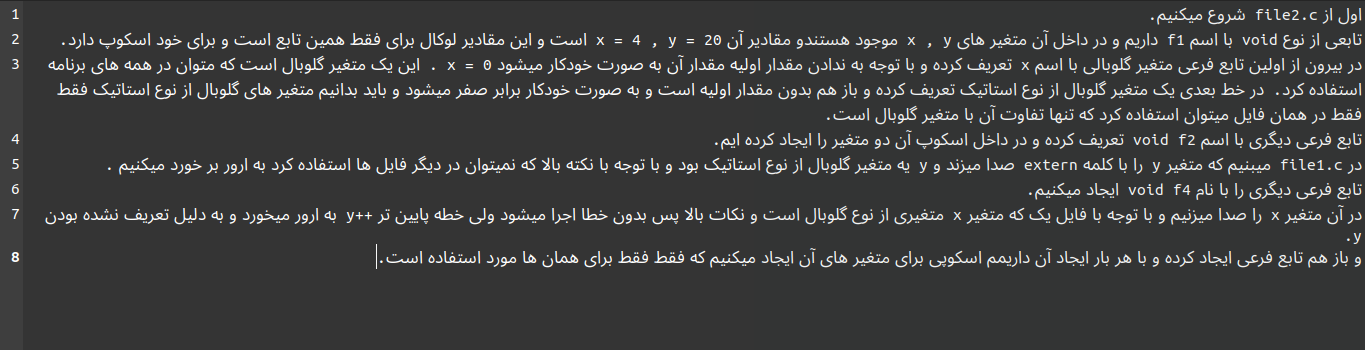 1 اول از file2.c شروع میکنیم.
2 تابعی از نوع void با اسم f1 داریم و در داخل آن متغیر های x , y موجود هستندو مقادیر آن x = 4 , y = 20 است و این مقادیر لوکال برای فقط همین تابع است و برای خود اسکوپ دارد.
3 در بیرون از اولین تابع فرعی متغیر گلوبالی با اسم x تعریف کرده و با توجه به ندادن مقدار اولیه مقدار آن به صورت خودکار میشود x = 0 . این یک متغیر گلوبال است که متوان در همه های برنامه
استفاده کرد. در خط بعدی یک متغیر گلوبال از نوع استاتیک تعریف کرده و باز هم بدون مقدار اولیه است و به صورت خودکار برابر صفر میشود و باید بدانیم متغیر های گلوبال از نوع استاتیک فقط
فقط در همان فایل میتوان استفاده کرد که تنها تفاوت آن با متغیر گلوبال است.
4 تابع فرعی دیگری با اسم void f2 تعریف کرده و در داخل اسکوپ آن دو متغیر را ایجاد کرده ایم.
5 در file1.c میبنیم که متغیر y را با کلمه extern صدا میزند و y یه متغیر گلوبال از نوع استاتیک بود و با توجه با نکته بالا که نمیتوان در دیگر فایل ها استفاده کرد به ارور بر خورد میکنیم .
6 تابع فرعی دیگری را با نام void f4 ایجاد میکنیم.
7 در آن متغیر x را صدا میزنیم و با توجه با فایل یک که متغیر x متغیری از نوع گلوبال است و نکات بالا پس بدون خطا اجرا میشود ولی خطه پایین تر y++ به ارور میخورد و به دلیل تعریف نشده بودن
y.
8 و باز هم تابع فرعی ایجاد کرده و با هر بار ایجاد آن داریمم اسکوپی برای متغیر های آن ایجاد میکنیم که فقط فقط برای همان ها مورد استفاده است.